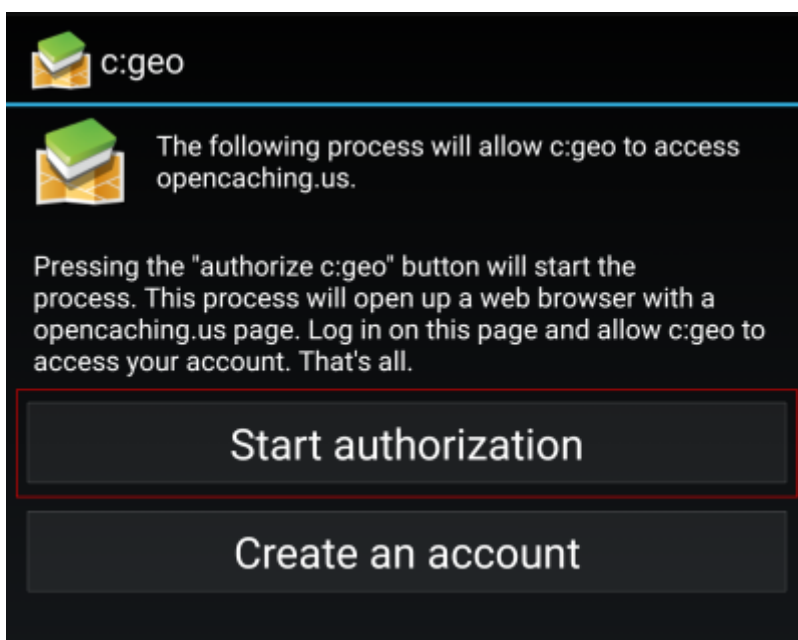 c:geo
The following process will allow c:geo to access
opencaching.us.
Pressing the "authorize c:geo" button will start the
process. This process will open up a web browser with a
opencaching.us page. Log in on this page and allow c:geo to
access your account. That's all.
Start authorization
Create an account